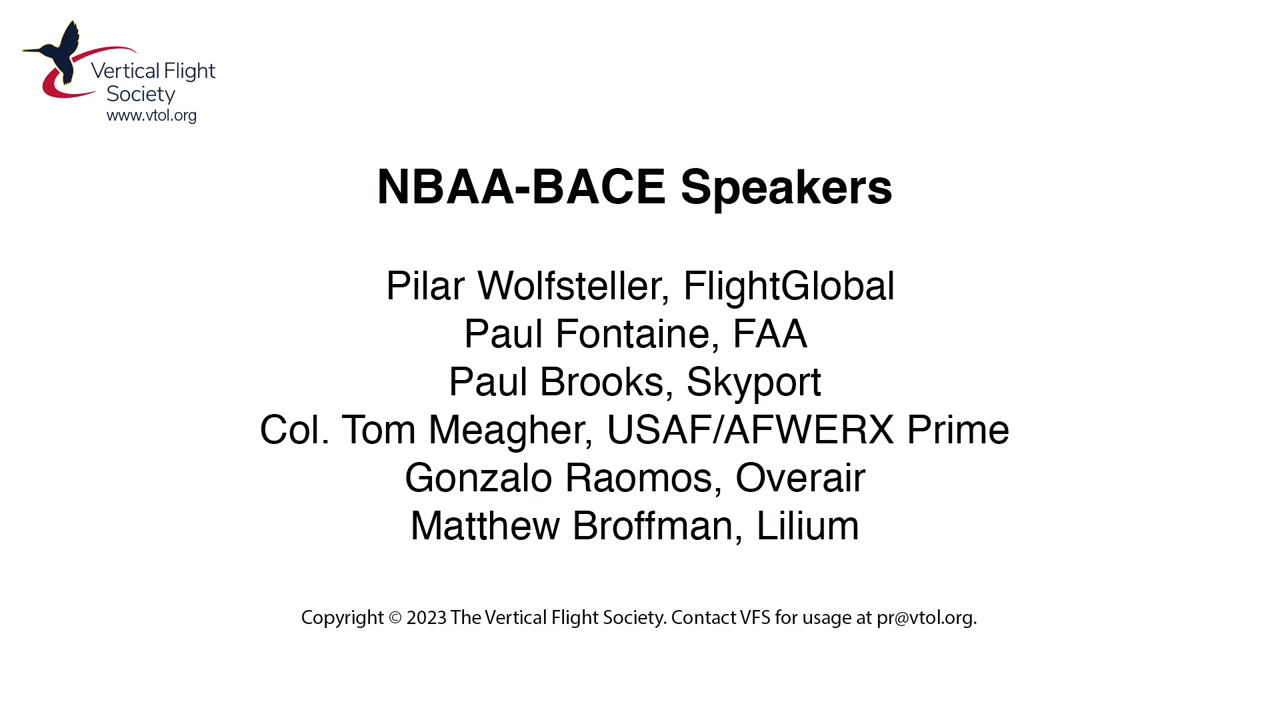 Vertical Flight
Society
www.vtol.org
NBAA-BACE Speakers
Pilar Wolfsteller, FlightGlobal
Paul Fontaine, FAA
Paul Brooks, Skyport
Col. Tom Meagher, USAF/AFWERX Prime
Gonzalo Raomos, Overair
Matthew Broffman, Lilium
Copyright © 2023 The Vertical Flight Society. Contact VFS for usage at pr@vtol.org.